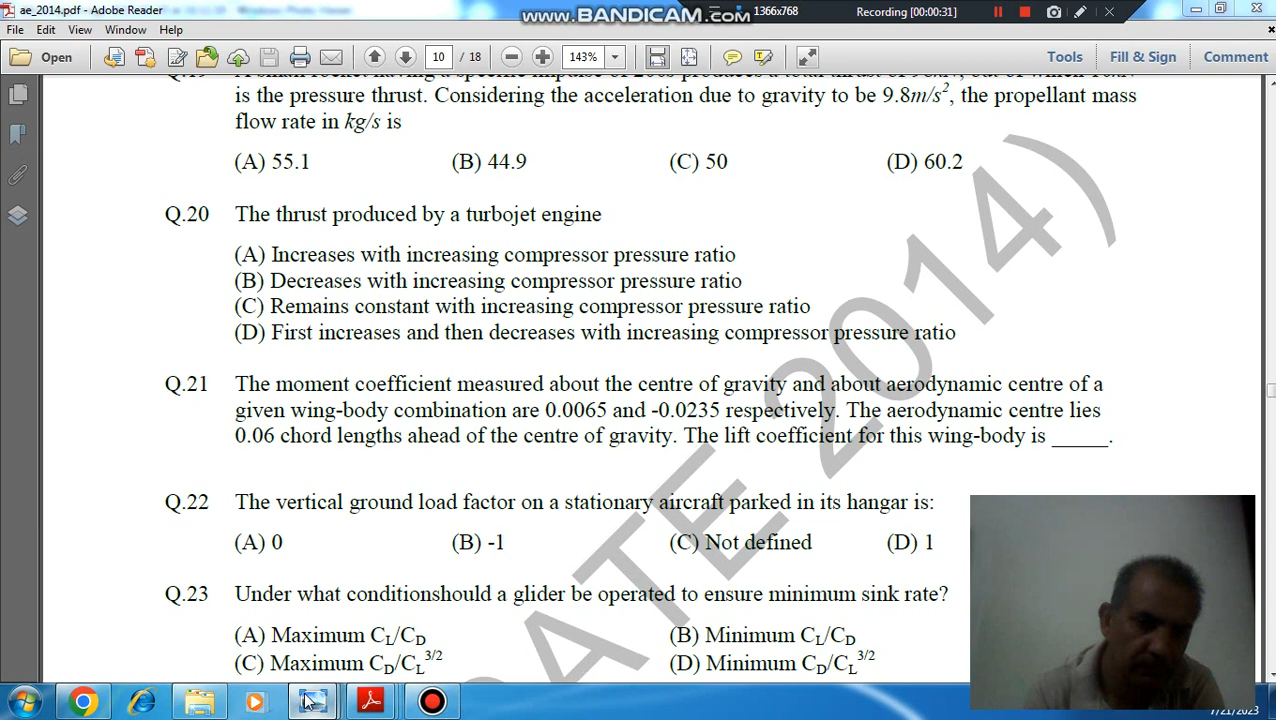 ae_2014.pdf - Adobe Reader
www.BANDICAM.com
1366x768
Recording [00:00:31]
File Edit View Window Help
Open
10 / 18
143%
Tools Fill & Sign Comment
is the pressure thrust. Considering the acceleration due to gravity to be 9.8m/s², the propellant mass
flow rate in kg/s is
(A) 55.1 (B) 44.9 (C) 50 (D) 60.2
Q.20 The thrust produced by a turbojet engine
(A) Increases with increasing compressor pressure ratio
(B) Decreases with increasing compressor pressure ratio
(C) Remains constant with increasing compressor pressure ratio
(D) First increases and then decreases with increasing compressor pressure ratio
Q.21 The moment coefficient measured about the centre of gravity and about aerodynamic centre of a
given wing-body combination are 0.0065 and -0.0235 respectively. The aerodynamic centre lies
0.06 chord lengths ahead of the centre of gravity. The lift coefficient for this wing-body is _____.
Q.22 The vertical ground load factor on a stationary aircraft parked in its hangar is:
(A) 0 (B) -1 (C) Not defined (D) 1
Q.23 Under what conditionshould a glider be operated to ensure minimum sink rate?
(A) Maximum CL/CD (B) Minimum CL/CD
(C) Maximum CD/CL^3/2 (D) Minimum CD/CL^3/2
ATE 2014)
7/21/2023